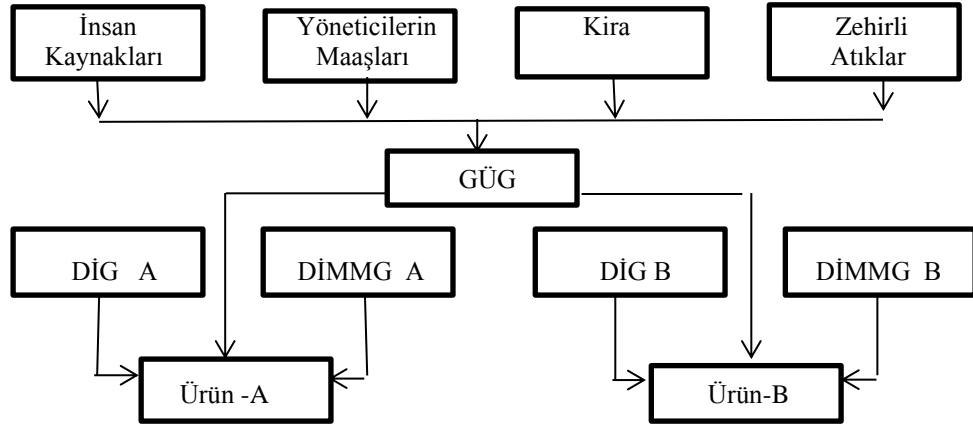 İnsan
Kaynakları
Yöneticilerin
Maaşları
Kira
Zehirli
Atıklar
GÜG
DİG A
DİMMG A
DİG B
DİMMG B
Ürün -A
Ürün-B